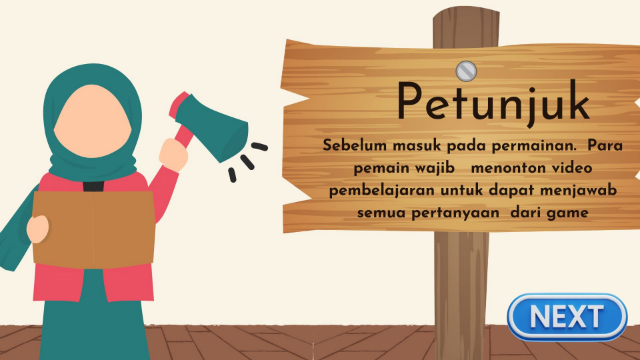 Petunjuk
Sebelum masuk pada permainan. Para
pemain wajib menonton video
pembelajaran untuk dapat menjawab
semua pertanyaan dari game
NEXT